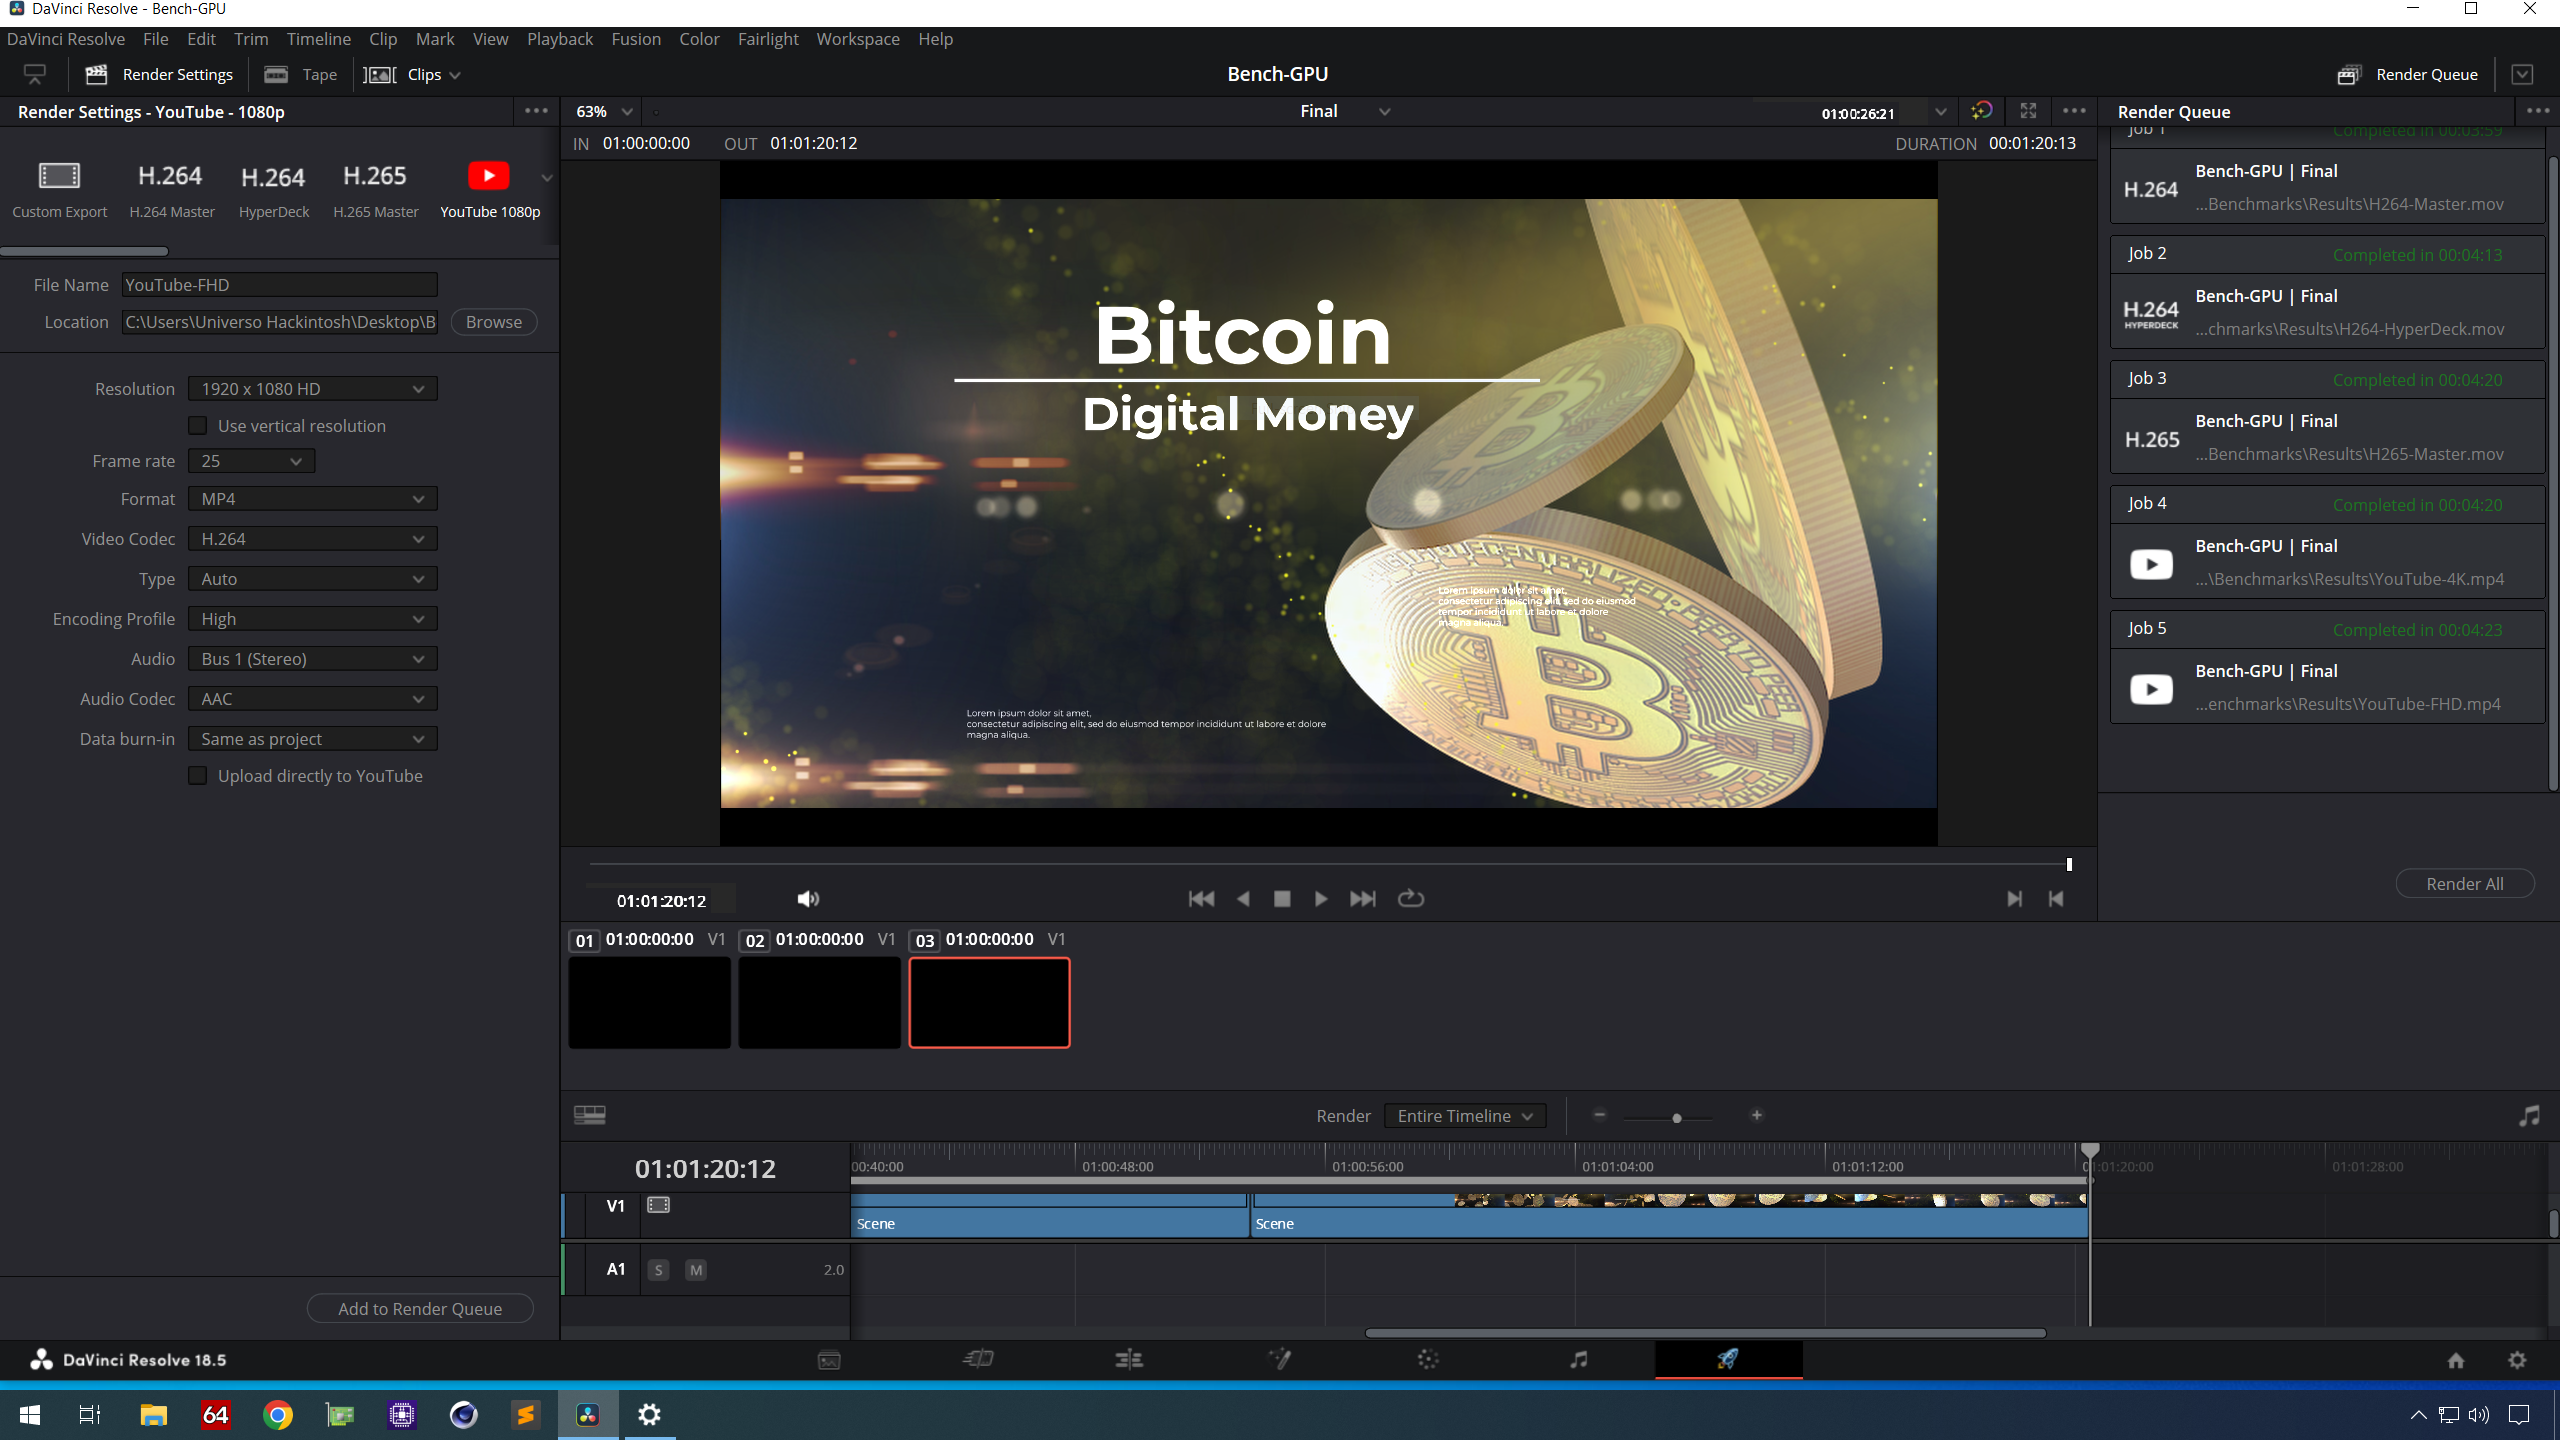 DaVinci Resolve - Bench-GPU
DaVinci Resolve File Edit Trim Timeline Clip Mark View Playback Fusion Color Fairlight Workspace Help
Render Settings Tape Clips
Bench-GPU
Render Queue
Render Settings - YouTube - 1080p
63%
Final
01:00:26:21
Render Queue
IN 01:00:00:00 OUT 01:01:20:12
DURATION 00:01:20:13
H.264 H.264 H.265
Custom Export H.264 Master HyperDeck H.265 Master YouTube 1080p
File Name YouTube-FHD
Location C:\Users\Universo Hackintosh\Desktop\B Browse
Resolution 1920 x 1080 HD
Use vertical resolution
Frame rate 25
Format MP4
Video Codec H.264
Type Auto
Encoding Profile High
Audio Bus 1 (Stereo)
Audio Codec AAC
Data burn-in Same as project
Upload directly to YouTube
Add to Render Queue
Bitcoin
Digital Money
Lorem ipsum dolor sit amet,
consectetur adipiscing elit, sed do eiusmod
tempor incididunt ut labore et dolore
magna aliqua.
Lorem ipsum dolor sit amet,
consectetur adipiscing elit, sed do eiusmod tempor incididunt ut labore et dolore
magna aliqua.
Job 1 Completed in 00:03:59
H.264
Bench-GPU | Final
...Benchmarks\Results\H264-Master.mov
Job 2 Completed in 00:04:13
H.264
HYPERDECK
Bench-GPU | Final
...chmarks\Results\H264-HyperDeck.mov
Job 3 Completed in 00:04:20
H.265
Bench-GPU | Final
...Benchmarks\Results\H265-Master.mov
Job 4 Completed in 00:04:20
Bench-GPU | Final
...\Benchmarks\Results\YouTube-4K.mp4
Job 5 Completed in 00:04:23
Bench-GPU | Final
...enchmarks\Results\YouTube-FHD.mp4
Render All
01:01:20:12
01 01:00:00:00 V1 02 01:00:00:00 V1 03 01:00:00:00 V1
Render Entire Timeline
01:01:20:12
00:40:00 01:00:48:00 01:00:56:00 01:01:04:00 01:01:12:00 01:01:20:00 01:01:28:00
V1
Scene Scene
A1 S M 2.0
DaVinci Resolve 18.5
64